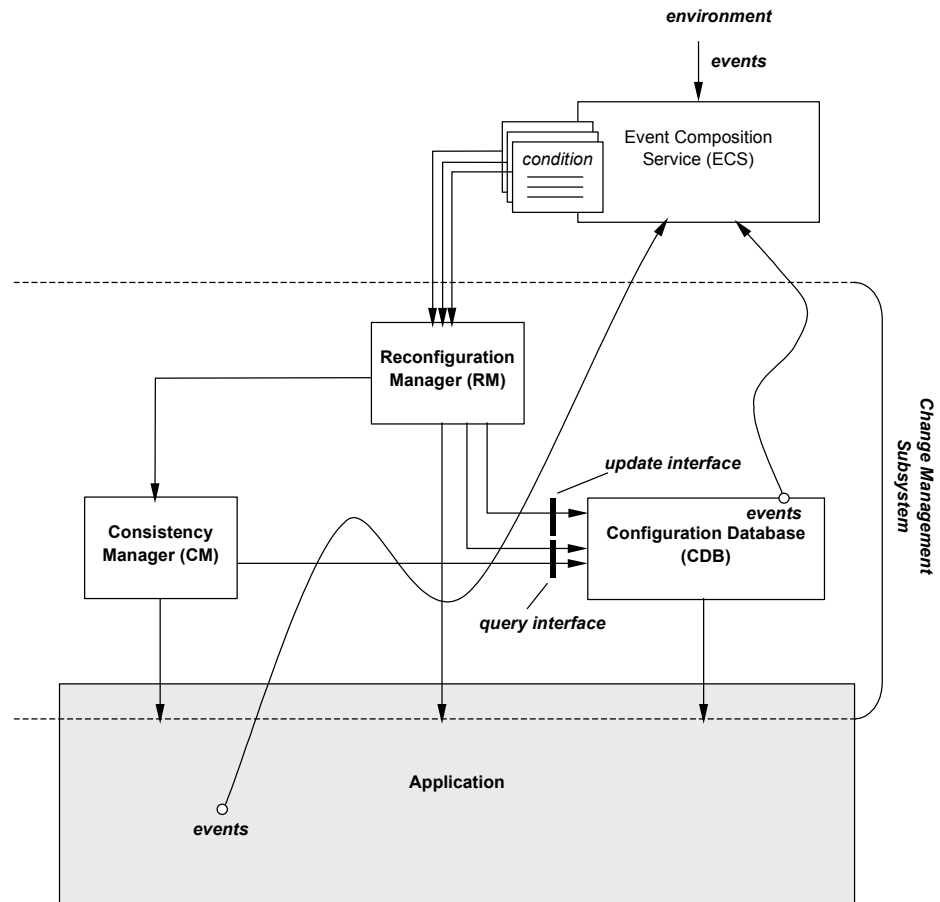 environment
events
Event Composition
Service (ECS)
condition
Reconfiguration
Manager (RM)
Change Management
Subsystem
update interface
events
Consistency
Manager (CM)
Configuration Database
(CDB)
query interface
Application
events